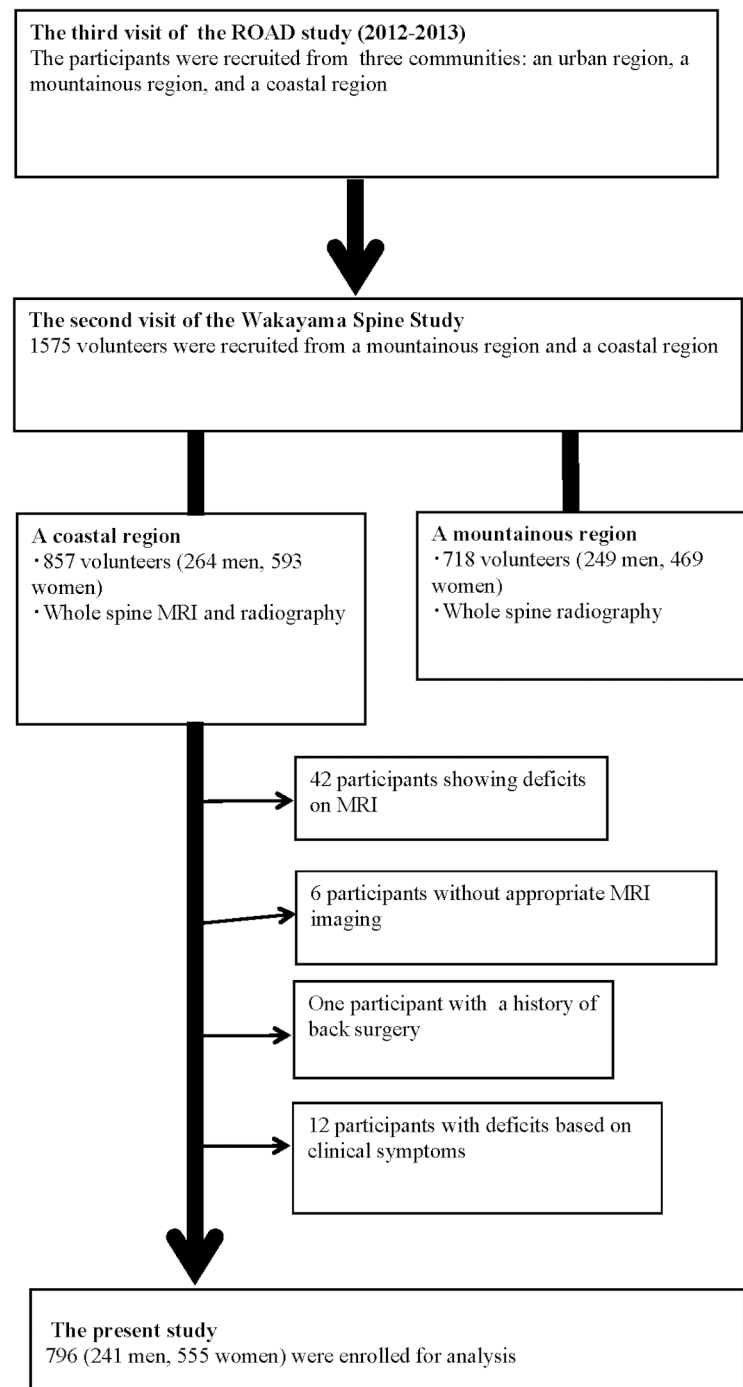 The third visit of the ROAD study (2012-2013)
The participants were recruited from three communities: an urban region, a
mountainous region, and a coastal region
The second visit of the Wakayama Spine Study
1575 volunteers were recruited from a mountainous region and a coastal region
A coastal region
・857 volunteers (264 men, 593
women)
・Whole spine MRI and radiography
A mountainous region
・718 volunteers (249 men, 469
women)
・Whole spine radiography
42 participants showing deficits
on MRI
6 participants without appropriate MRI
imaging
One participant with a history of
back surgery
12 participants with deficits based on
clinical symptoms
The present study
796 (241 men, 555 women) were enrolled for analysis